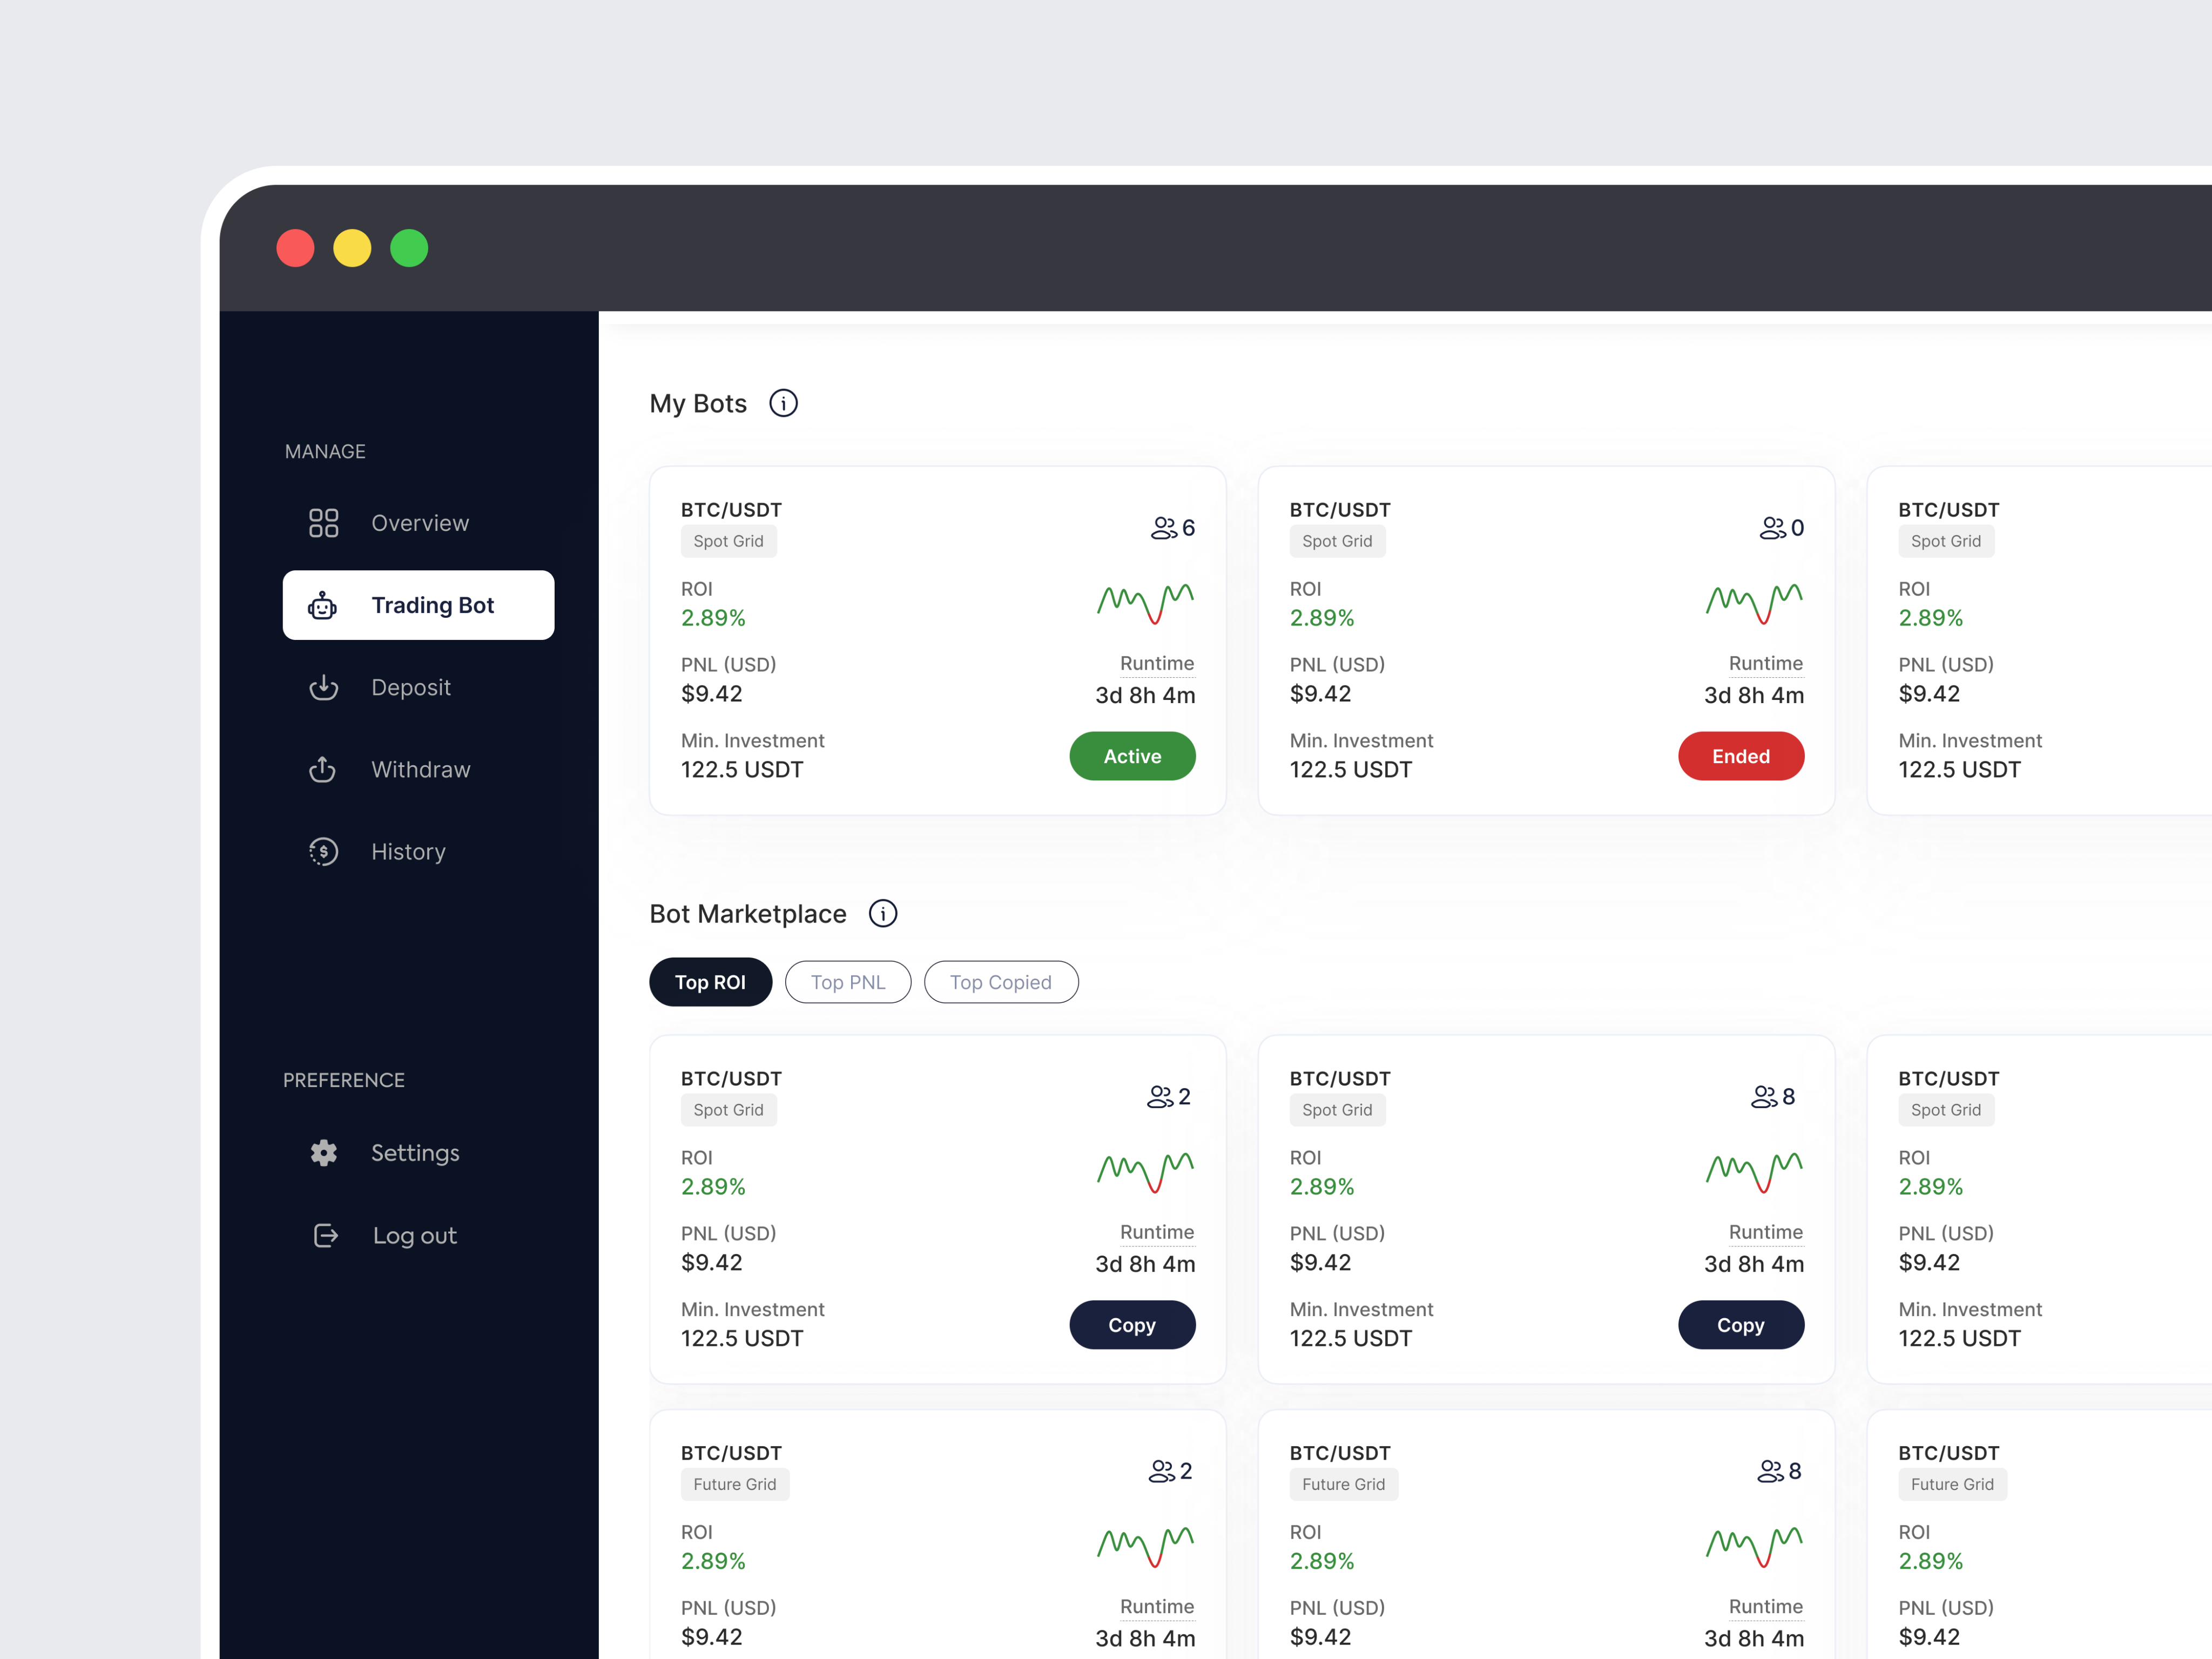 MANAGE
Overview
Trading Bot
Deposit
Withdraw
History
PREFERENCE
Settings
Log out
My Bots
BTC/USDT
Spot Grid
6
ROI
2.89%
PNL (USD)
$9.42
Runtime
3d 8h 4m
Min. Investment
122.5 USDT
Active
BTC/USDT
Spot Grid
0
ROI
2.89%
PNL (USD)
$9.42
Runtime
3d 8h 4m
Min. Investment
122.5 USDT
Ended
BTC/USDT
Spot Grid
ROI
2.89%
PNL (USD)
$9.42
Min. Investment
122.5 USDT
Bot Marketplace
Top ROI
Top PNL
Top Copied
BTC/USDT
Spot Grid
2
ROI
2.89%
PNL (USD)
$9.42
Runtime
3d 8h 4m
Min. Investment
122.5 USDT
Copy
BTC/USDT
Spot Grid
8
ROI
2.89%
PNL (USD)
$9.42
Runtime
3d 8h 4m
Min. Investment
122.5 USDT
Copy
BTC/USDT
Spot Grid
ROI
2.89%
PNL (USD)
$9.42
Min. Investment
122.5 USDT
BTC/USDT
Future Grid
2
ROI
2.89%
PNL (USD)
$9.42
Runtime
3d 8h 4m
BTC/USDT
Future Grid
8
ROI
2.89%
PNL (USD)
$9.42
Runtime
3d 8h 4m
BTC/USDT
Future Grid
ROI
2.89%
PNL (USD)
$9.42